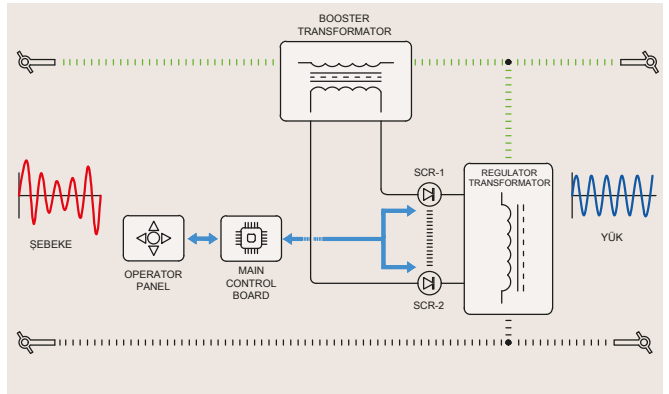 BOOSTER
TRANSFORMATOR
SCR-1
REGULATOR
TRANSFORMATOR
ŞEBEKE
YÜK
OPERATOR
PANEL
MAIN
CONTROL
BOARD
SCR-2